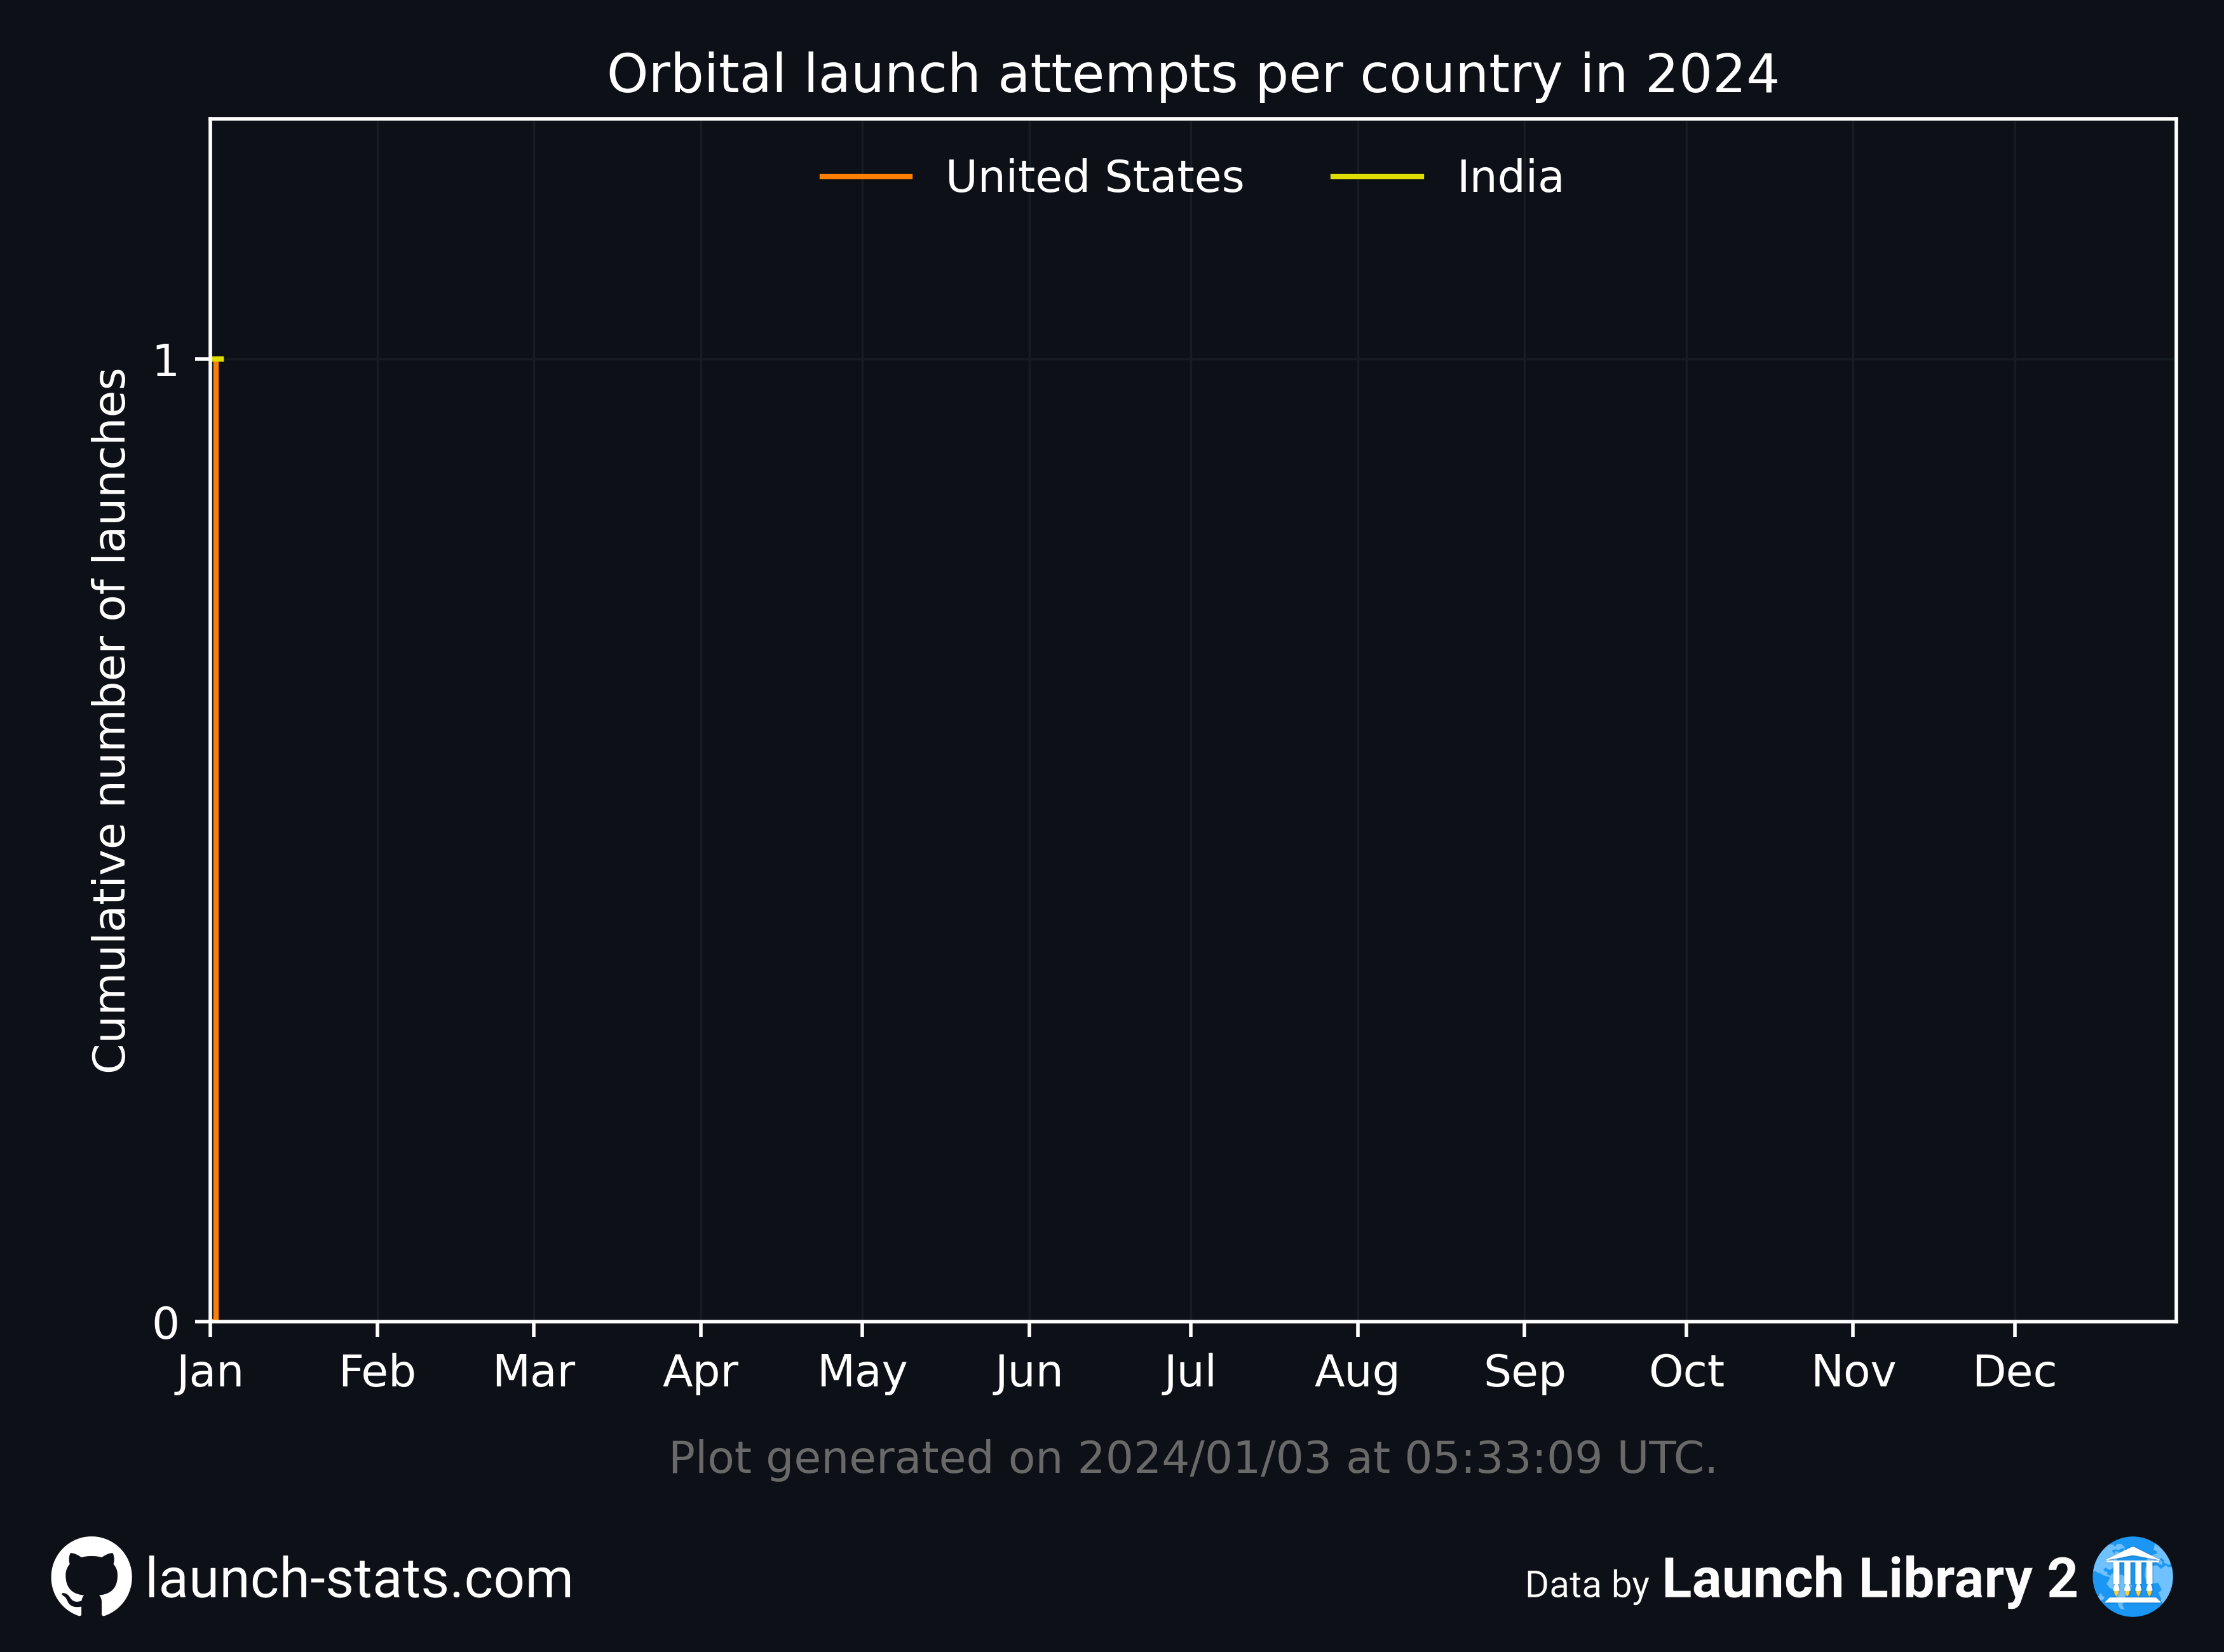 Orbital launch attempts per country in 2024
United States
India
1
0
Cumulative number of launches
Jan Feb Mar Apr May Jun Jul Aug Sep Oct Nov Dec
Plot generated on 2024/01/03 at 05:33:09 UTC.
launch-stats.com
Data by Launch Library 2